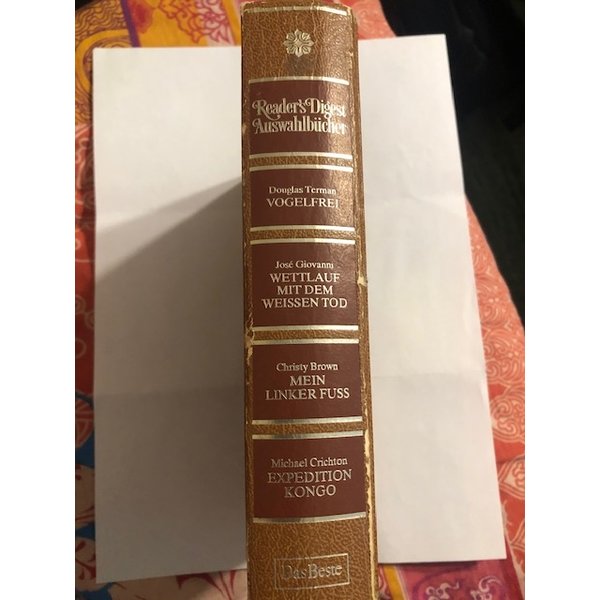 Reader's Digest
Auswahlbücher
Douglas Terman
VOGELFREI
José Giovanni
WETTLAUF
MIT DEM
WEISSEN TOD
Christy Brown
MEIN
LINKER FUSS
Michael Crichton
EXPEDITION
KONGO
Das Beste